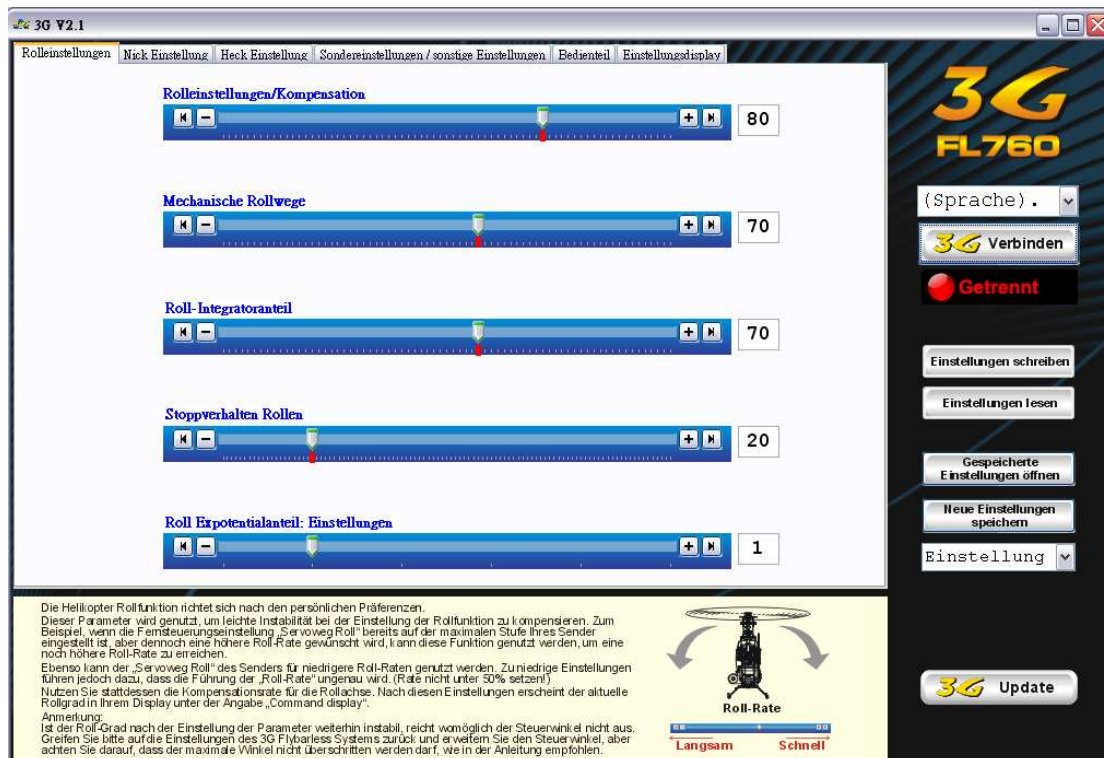 3G V2.1
Rolleinstellungen Nick Einstellung Heck Einstellung Sondereinstellungen / sonstige Einstellungen Bedienteil Einstellungsdisplay
Rolleinstellungen/Kompensation
80
Mechanische Rollwege
70
Roll-Integratoranteil
70
Stoppverhalten Rollen
20
Roll Expotentialanteil: Einstellungen
1
3G
FL760
(Sprache).
3G Verbinden
Getrennt
Einstellungen schreiben
Einstellungen lesen
Gespeicherte
Einstellungen öffnen
Neue Einstellungen
speichern
Einstellung
3G Update
Die Helikopter Rollfunktion richtet sich nach den persönlichen Präferenzen.
Dieser Parameter wird genutzt, um leichte Instabilität bei der Einstellung der Rollfunktion zu kompensieren. Zum
Beispiel, wenn die Fernsteuerungseinstellung „Servoweg Roll" bereits auf der maximalen Stufe Ihres Sender
eingestellt ist, aber dennoch eine höhere Roll-Rate gewünscht wird, kann diese Funktion genutzt werden, um eine
noch höhere Roll-Rate zu erreichen.
Ebenso kann der „Servoweg Roll" des Senders für niedrigere Roll-Raten genutzt werden. Zu niedrige Einstellungen
führen jedoch dazu, dass die Führung der „Roll-Rate" ungenau wird. (Rate nicht unter 50% setzen!)
Nutzen Sie stattdessen die Kompensationsrate für die Rollachse. Nach diesen Einstellungen erscheint der aktuelle
Rollgrad in Ihrem Display unter der Angabe „Command display".
Anmerkung:
Ist der Roll-Grad nach der Einstellung der Parameter weiterhin instabil, reicht womöglich der Steuerwinkel nicht aus.
Greifen Sie bitte auf die Einstellungen des 3G Flybarless Systems zurück und erweitern Sie den Steuerwinkel, aber
achten Sie darauf, dass der maximale Winkel nicht überschritten werden darf, wie in der Anleitung empfohlen.
Roll-Rate
Langsam Schnell